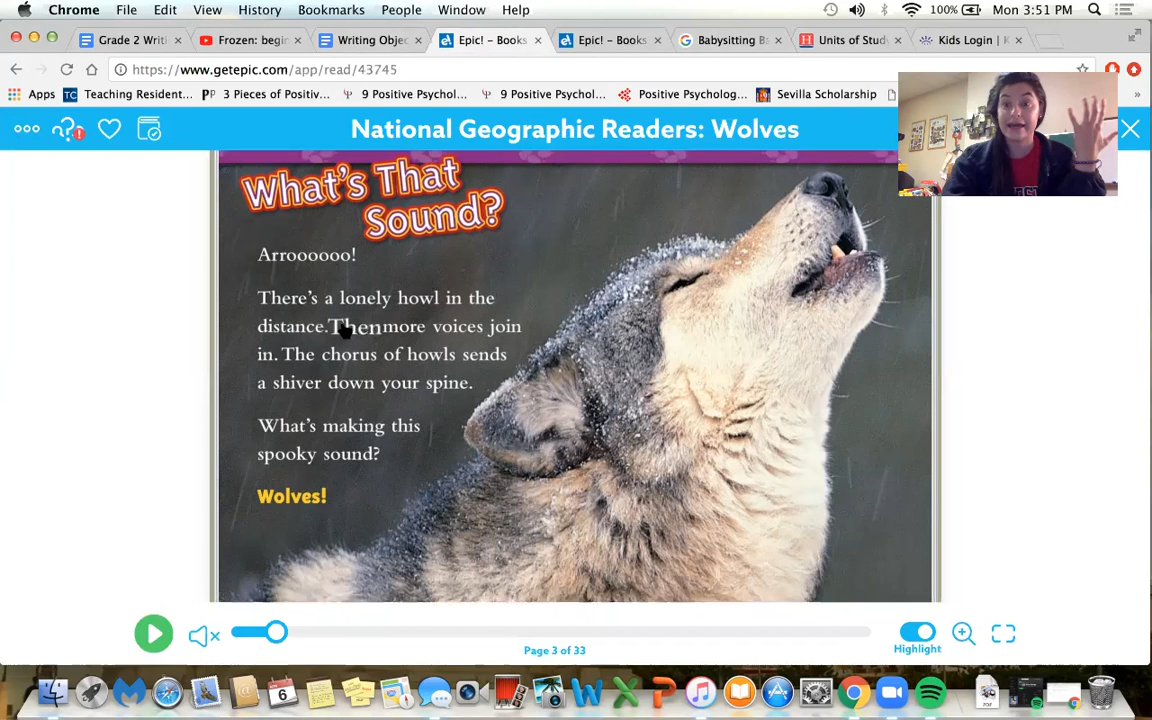 Chrome File Edit View History Bookmarks People Window Help 100% Mon 3:51 PM
Grade 2 Writi Frozen: begin Writing Objec Epic! – Books Epic! – Books Babysitting B Units of Stud Kids Login | K
https://www.getepic.com/app/read/43745
Apps Teaching Resident... 3 Pieces of Positiv... 9 Positive Psychol... 9 Positive Psychol... Positive Psycholog... Sevilla Scholarship »
National Geographic Readers: Wolves
What's That
Sound?
Arroooooo!
There's a lonely howl in the
distance. Then more voices join
in. The chorus of howls sends
a shiver down your spine.
What's making this
spooky sound?
Wolves!
Highlight
Page 3 of 33